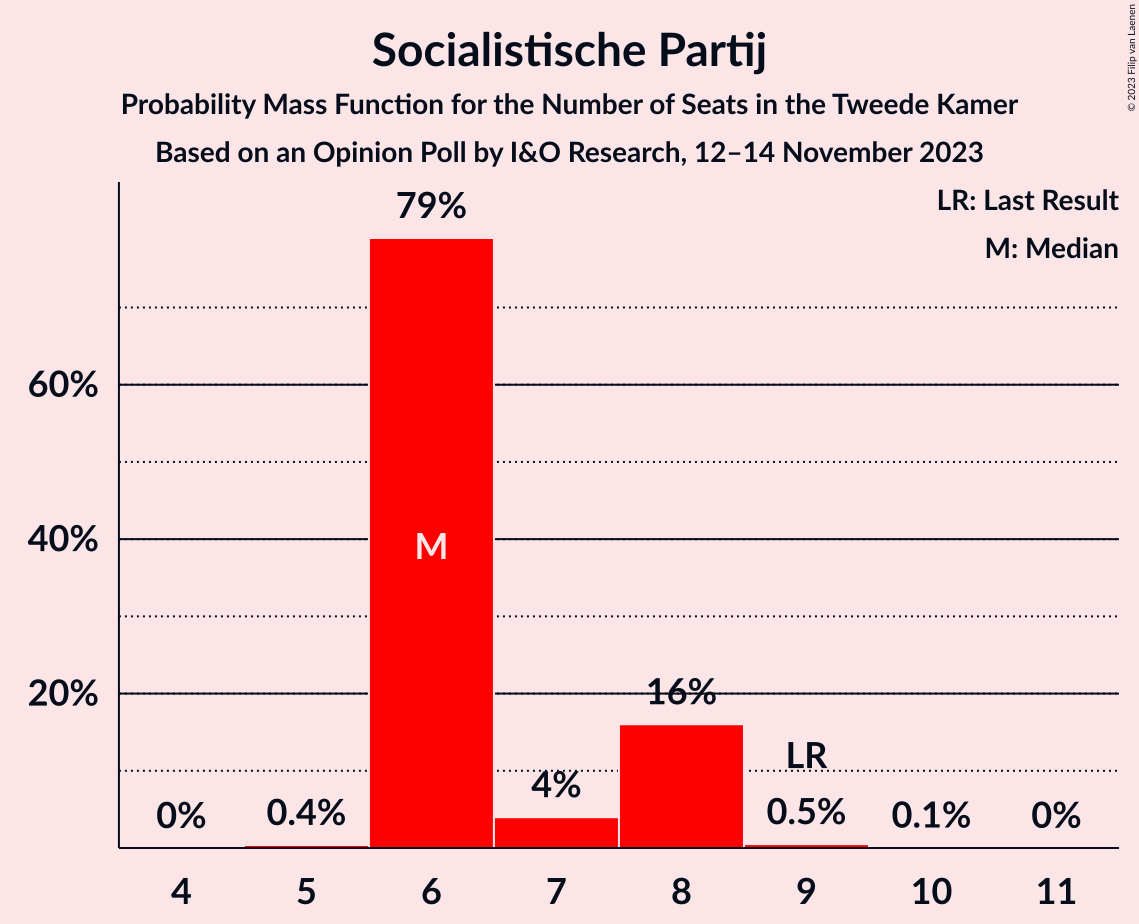 Socialistische Partij
Probability Mass Function for the Number of Seats in the Tweede Kamer
Based on an Opinion Poll by I&O Research, 12–14 November 2023
© 2023 Filip van Laenen
LR: Last Result
M: Median
79%
60%
40%
M
20%
16%
LR
4%
0%
0.4%
0.5%
0.1%
0%
4 5 6 7 8 9 10 11